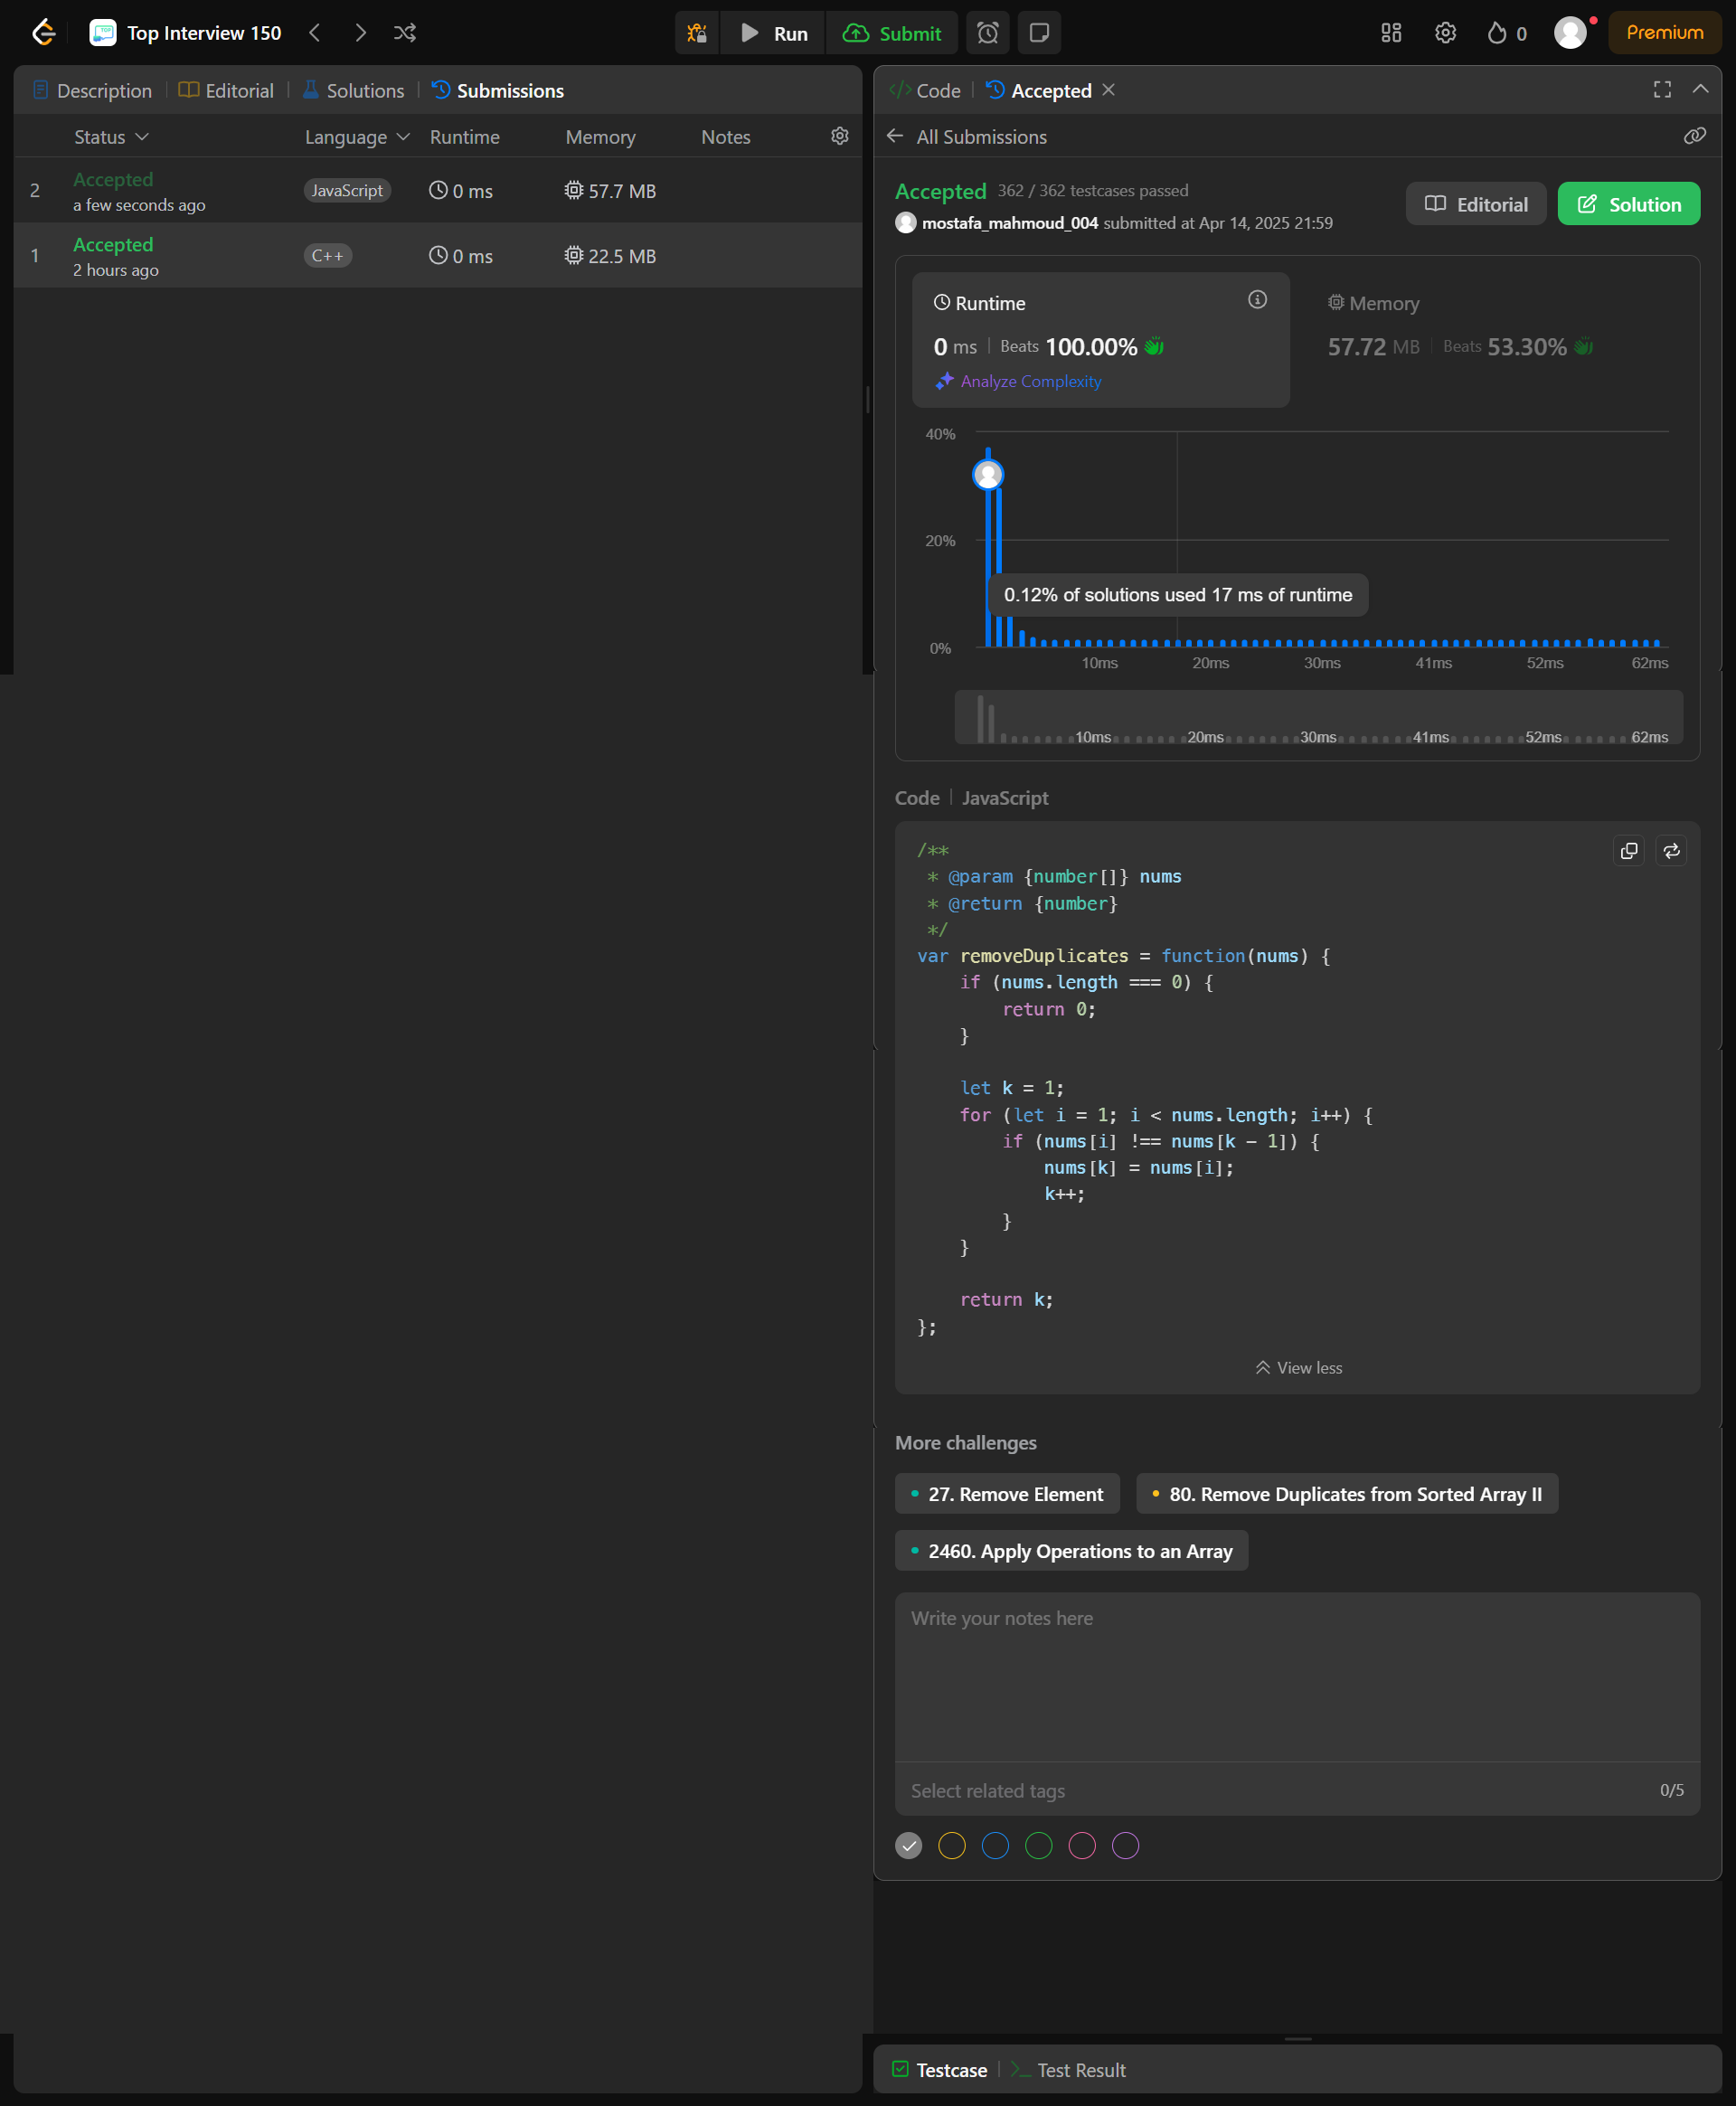 Top Interview 150
Run
Submit
0
Premium
Description
Editorial
Solutions
Submissions
Status
Language
Runtime
Memory
Notes
2
Accepted
a few seconds ago
JavaScript
0 ms
57.7 MB
1
Accepted
2 hours ago
C++
0 ms
22.5 MB
</> Code
Accepted
All Submissions
Accepted 362 / 362 testcases passed
mostafa_mahmoud_004 submitted at Apr 14, 2025 21:59
Editorial
Solution
Runtime
0 ms | Beats 100.00%
Analyze Complexity
Memory
57.72 MB | Beats 53.30%
40%
20%
0%
0.12% of solutions used 17 ms of runtime
10ms 20ms 30ms 41ms 52ms 62ms
10ms 20ms 30ms 41ms 52ms 62ms
Code | JavaScript
/**
 * @param {number[]} nums
 * @return {number}
 */
var removeDuplicates = function(nums) {
    if (nums.length === 0) {
        return 0;
    }
    let k = 1;
    for (let i = 1; i < nums.length; i++) {
        if (nums[i] !== nums[k - 1]) {
            nums[k] = nums[i];
            k++;
        }
    }
    return k;
};
View less
More challenges
27. Remove Element
80. Remove Duplicates from Sorted Array II
2460. Apply Operations to an Array
Write your notes here
Select related tags
0/5
Testcase
>_ Test Result